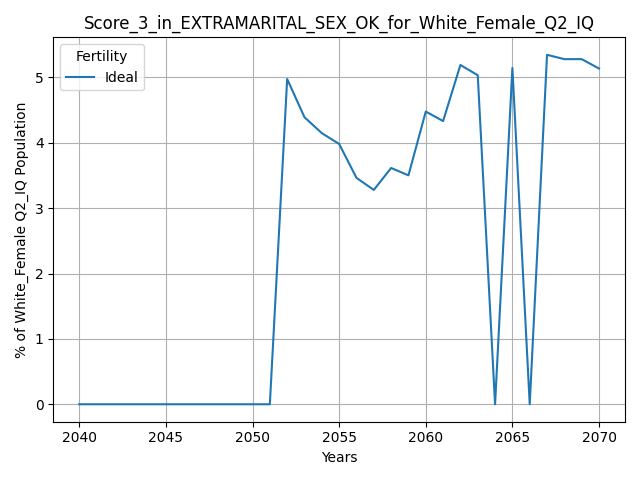 Score_3_in_EXTRAMARITAL_SEX_OK_for_White_Female_Q2_IQ
Fertility
Ideal
% of White_Female Q2_IQ Population
5
4
3
2
1
0
2040 2045 2050 2055 2060 2065 2070
Years